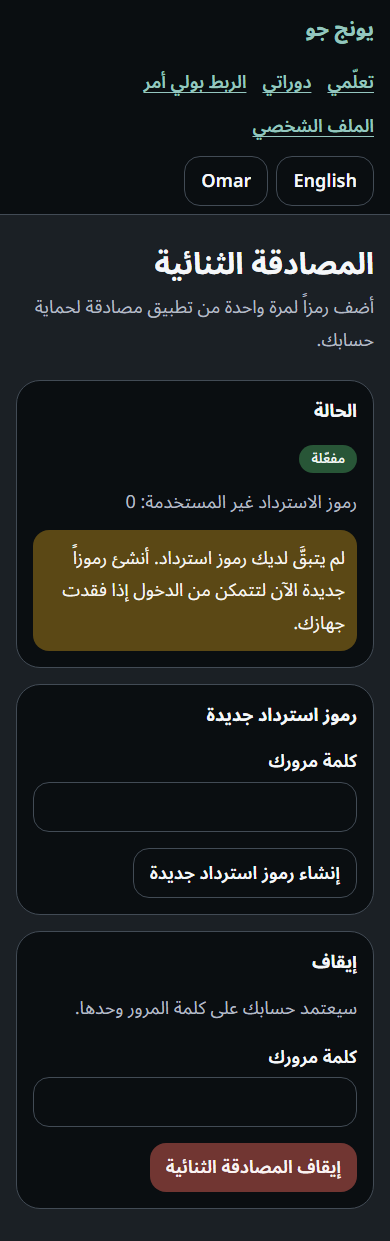 يونج جو
تعلّمي دوراتي الربط بولي أمر
الملف الشخصي
English Omar
المصادقة الثنائية
أضف رمزاً لمرة واحدة من تطبيق مصادقة لحماية
حسابك.
الحالة
مفعّلة
رموز الاسترداد غير المستخدمة: 0
لم يتبقَّ لديك رموز استرداد. أنشئ رموزاً
جديدة الآن لتتمكن من الدخول إذا فقدت
جهازك.
رموز استرداد جديدة
كلمة مرورك
إنشاء رموز استرداد جديدة
إيقاف
سيعتمد حسابك على كلمة المرور وحدها.
كلمة مرورك
إيقاف المصادقة الثنائية